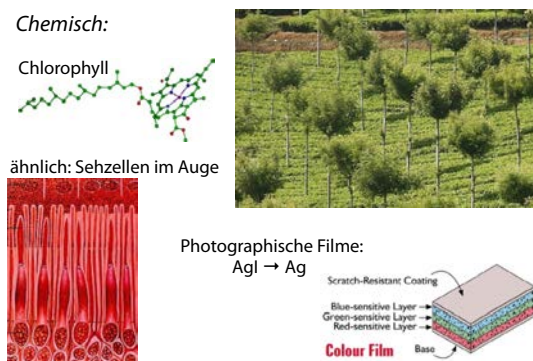 Chemisch:
Chlorophyll
ähnlich: Sehzellen im Auge
Photographische Filme:
AgI → Ag
Scratch-Resistant Coating
Blue-sensitive Layer
Green-sensitive Layer
Red-sensitive Layer
Colour Film
Base